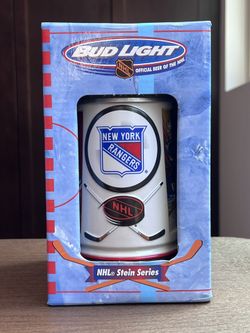 BUD LIGHT
OFFICIAL BEER OF THE NHL
NEW YORK
RANGERS
NHL
NHL® Stein Series